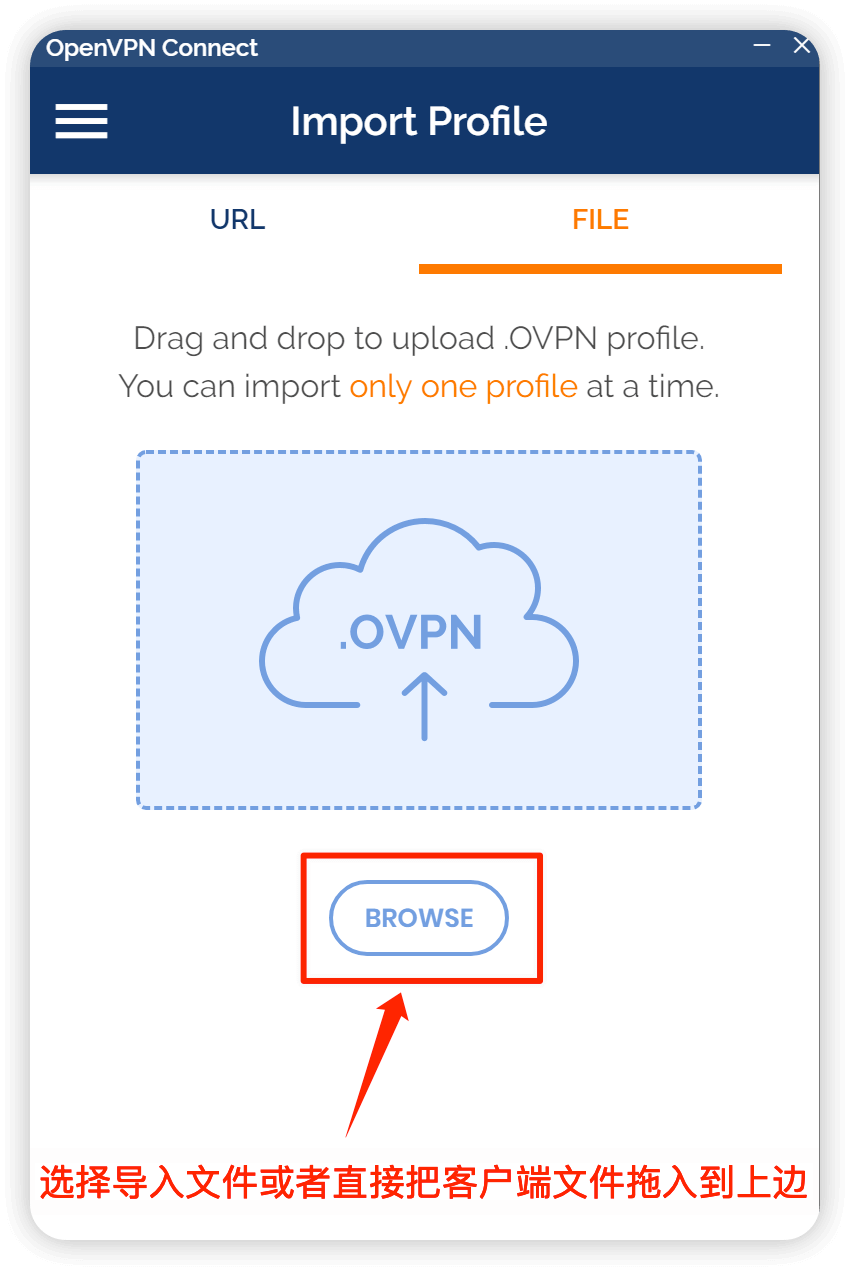 OpenVPN Connect
Import Profile
URL
FILE
Drag and drop to upload .OVPN profile.
You can import only one profile at a time.
.OVPN
BROWSE
选择导入文件或者直接把客户端文件拖入到上边